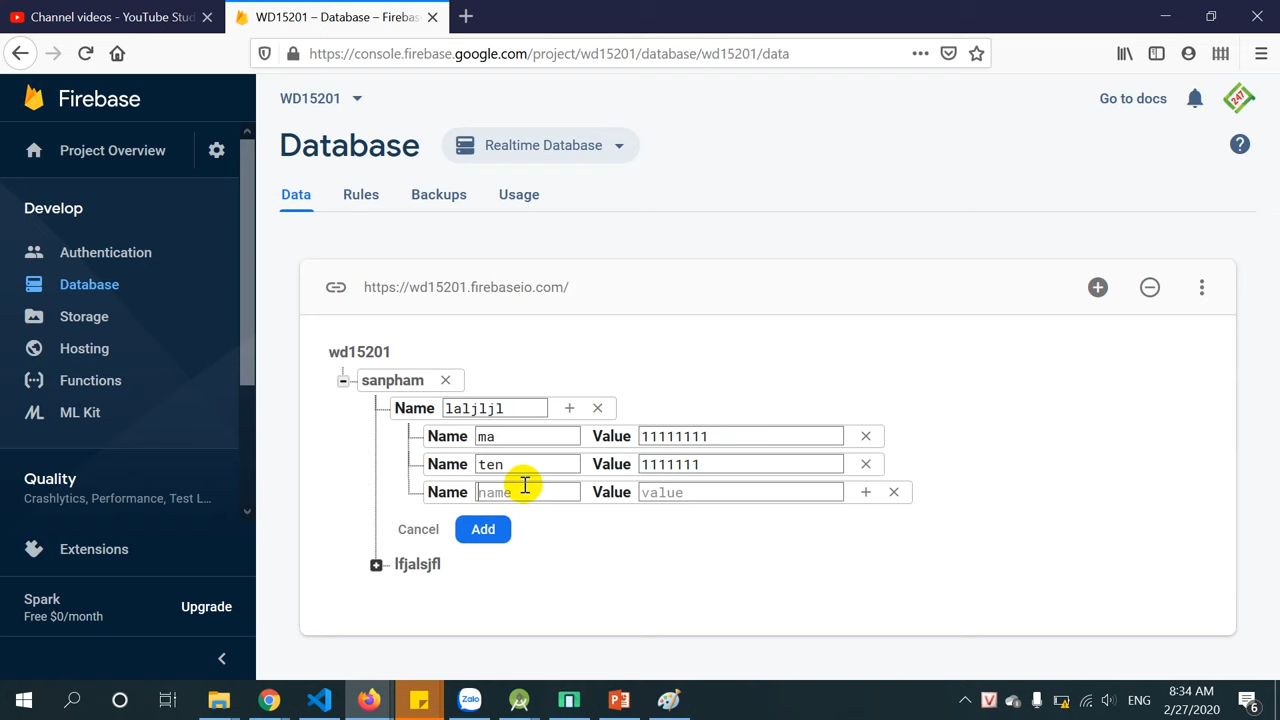 Channel videos - YouTube Stud
WD15201 – Database – Firebas
https://console.firebase.google.com/project/wd15201/database/wd15201/data
Firebase
WD15201
Go to docs
247
Project Overview
Database
Realtime Database
Data
Rules
Backups
Usage
Develop
Authentication
Database
Storage
Hosting
Functions
ML Kit
https://wd15201.firebaseio.com/
wd15201
sanpham
Name laljljl
Name ma Value 11111111
Name ten Value 1111111
Name name Value value
Cancel
Add
lfjalsjfl
Quality
Crashlytics, Performance, Test L...
Extensions
Spark
Free $0/month
Upgrade
Zalo
ENG
8:34 AM
2/27/2020
6